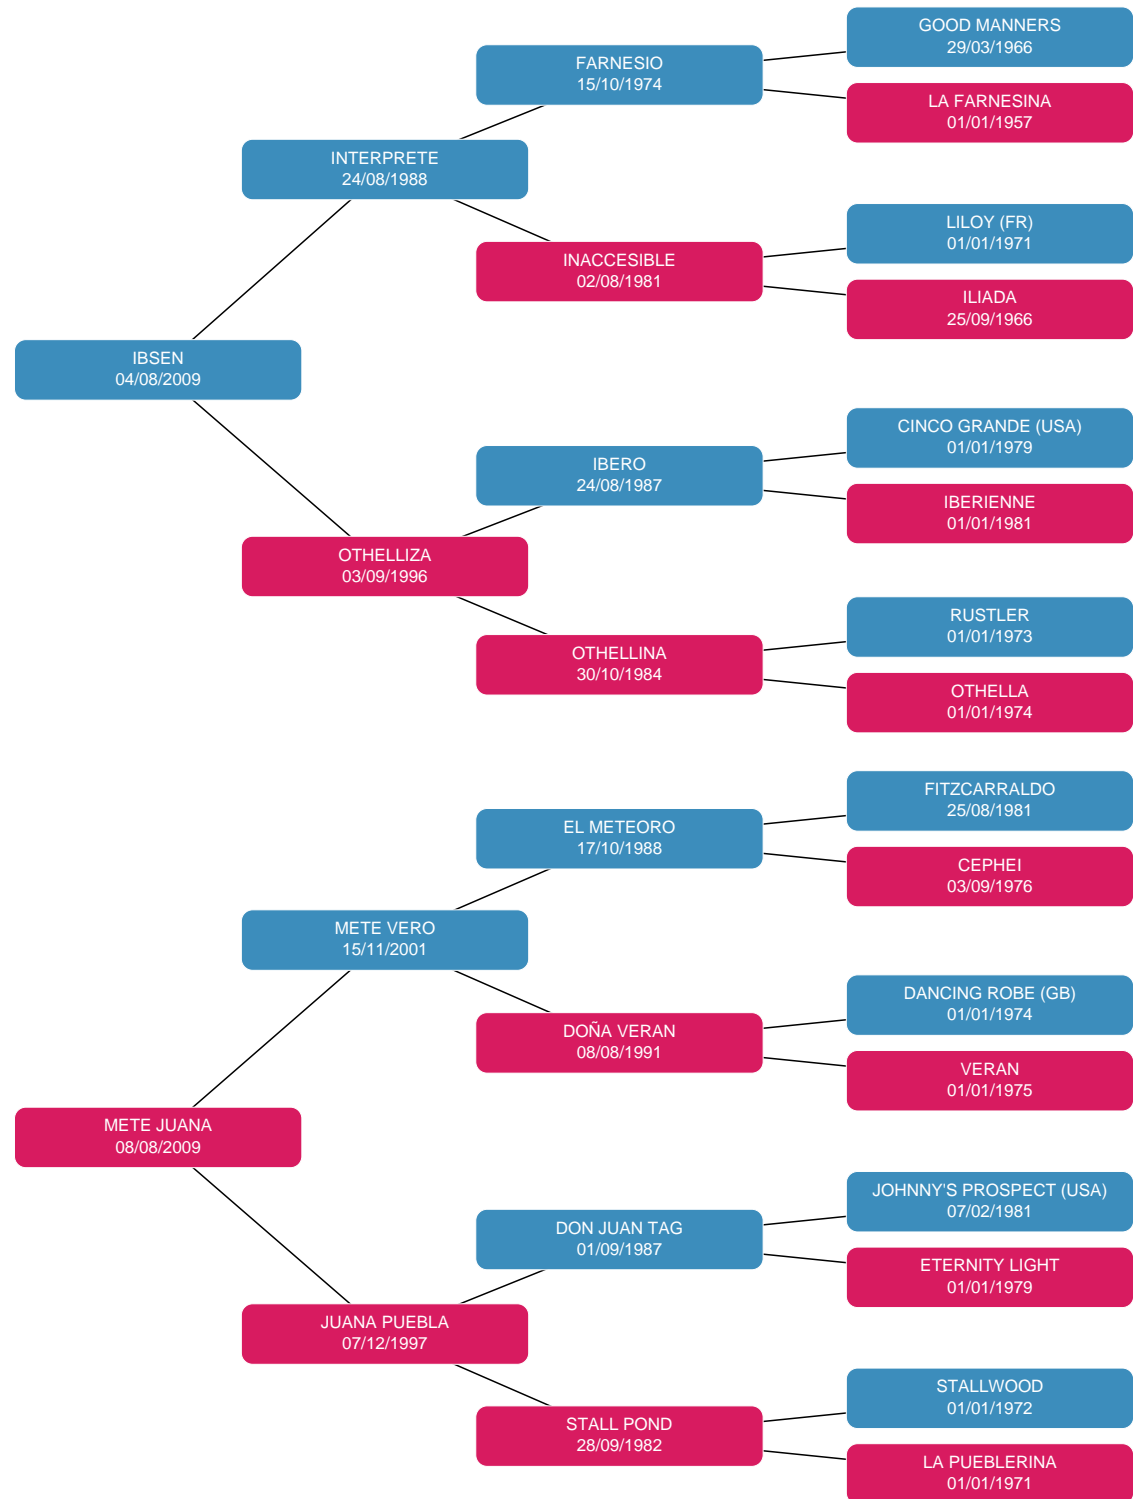 GOOD MANNERS
29/03/1966
FARNESIO
15/10/1974
LA FARNESINA
01/01/1957
INTERPRETE
24/08/1988
LILOY (FR)
01/01/1971
INACCESIBLE
02/08/1981
ILIADA
25/09/1966
IBSEN
04/08/2009
CINCO GRANDE (USA)
01/01/1979
IBERO
24/08/1987
IBERIENNE
01/01/1981
OTHELLIZA
03/09/1996
RUSTLER
01/01/1973
OTHELLINA
30/10/1984
OTHELLA
01/01/1974
FITZCARRALDO
25/08/1981
EL METEORO
17/10/1988
CEPHEI
03/09/1976
METE VERO
15/11/2001
DANCING ROBE (GB)
01/01/1974
DOÑA VERAN
08/08/1991
VERAN
01/01/1975
METE JUANA
08/08/2009
JOHNNY'S PROSPECT (USA)
07/02/1981
DON JUAN TAG
01/09/1987
ETERNITY LIGHT
01/01/1979
JUANA PUEBLA
07/12/1997
STALLWOOD
01/01/1972
STALL POND
28/09/1982
LA PUEBLERINA
01/01/1971